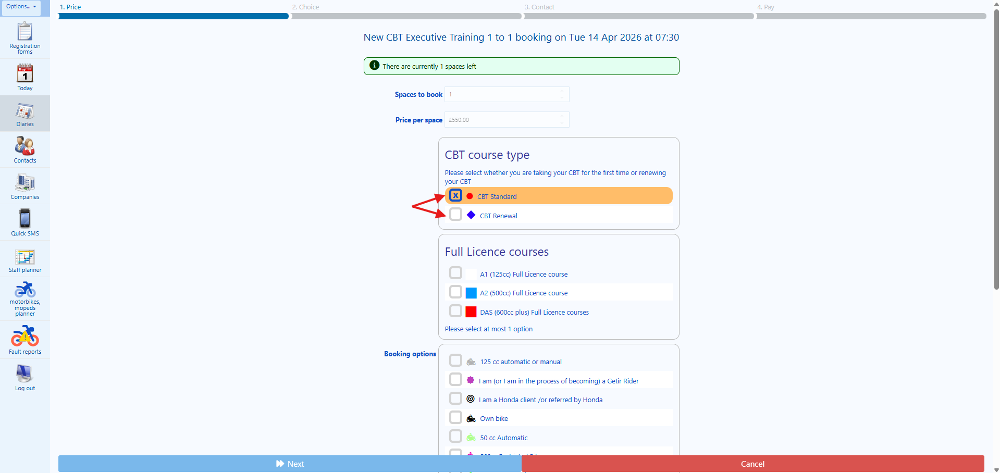 Options...
1. Price
2. Choice
3. Contact
4. Pay
Registration
forms
Day
1
Today
Diaries
Contacts
Companies
Quick SMS
Staff planner
motorbikes,
mopeds
planner
Fault reports
Log out
New CBT Executive Training 1 to 1 booking on Tue 14 Apr 2026 at 07:30
There are currently 1 spaces left
Spaces to book 1
Price per space £550.00
CBT course type
Please select whether you are taking your CBT for the first time or renewing
your CBT
X CBT Standard
CBT Renewal
Full Licence courses
A1 (125cc) Full Licence course
A2 (500cc) Full Licence course
DAS (600cc plus) Full Licence courses
Please select at most 1 option
Booking options
125 cc automatic or manual
I am (or I am in the process of becoming) a Getir Rider
I am a Honda client /or referred by Honda
Own bike
50 cc Automatic
Next
Cancel